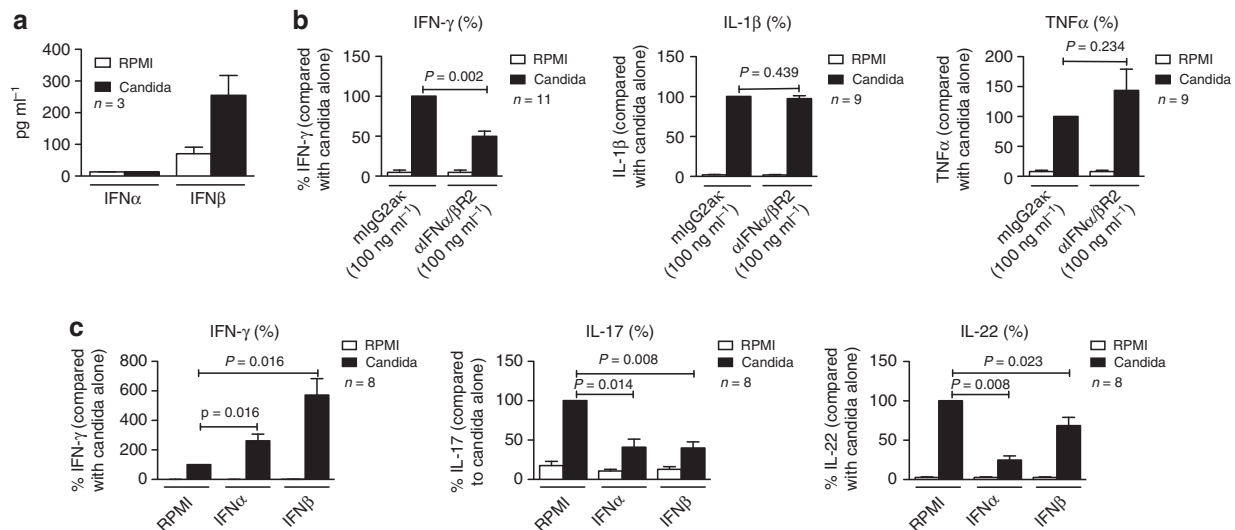 a
pg ml⁻¹
400
300
200
100
0
RPMI
Candida
n = 3
IFNα
IFNβ
b
IFN-γ (%)
% IFN-γ (compared
with candida alone)
150
100
50
0
P = 0.002
RPMI
Candida
n = 11
mIgG2aκ
(100 ng ml⁻¹)
αIFNα/βR2
(100 ng ml⁻¹)
IL-1β (%)
IL-1β (compared
with candida alone)
150
100
50
0
P = 0.439
RPMI
Candida
n = 9
mIgG2aκ
(100 ng ml⁻¹)
αIFNα/βR2
(100 ng ml⁻¹)
TNFα (%)
TNFα (compared
with candida alone)
200
150
100
50
0
P = 0.234
RPMI
Candida
n = 9
mIgG2aκ
(100 ng ml⁻¹)
αIFNα/βR2
(100 ng ml⁻¹)
c
IFN-γ (%)
% IFN-γ (compared
with candida alone)
800
600
400
200
0
P = 0.016
p = 0.016
RPMI
Candida
n = 8
RPMI
IFNα
IFNβ
IL-17 (%)
% IL-17 (compared
to candida alone)
150
100
50
0
P = 0.008
P = 0.014
RPMI
Candida
n = 8
RPMI
IFNα
IFNβ
IL-22 (%)
% IL-22 (compared
with candida alone)
150
100
50
0
P = 0.023
P = 0.008
RPMI
Candida
n = 8
RPMI
IFNα
IFNβ